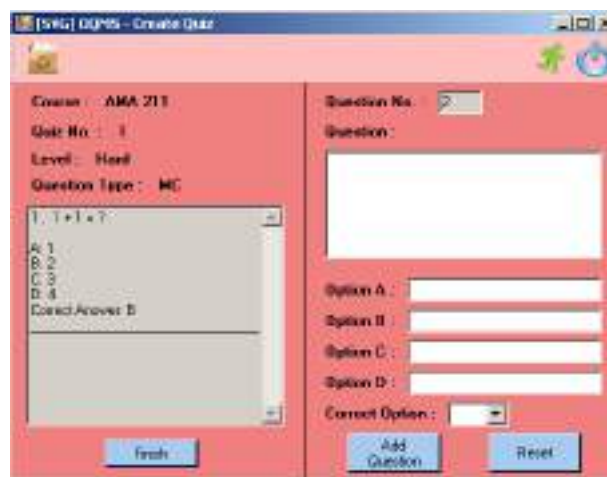 [SVG] OQMS - Create Quiz
Course : AMA 211
Quiz No. : 1
Level : Hard
Question Type : MC
1. 1+1 = ?
A: 1
B: 2
C: 3
D: 4
Correct Answer: B
Finish
Question No. : 2
Question :
Option A :
Option B :
Option C :
Option D :
Correct Option :
Add Question
Reset